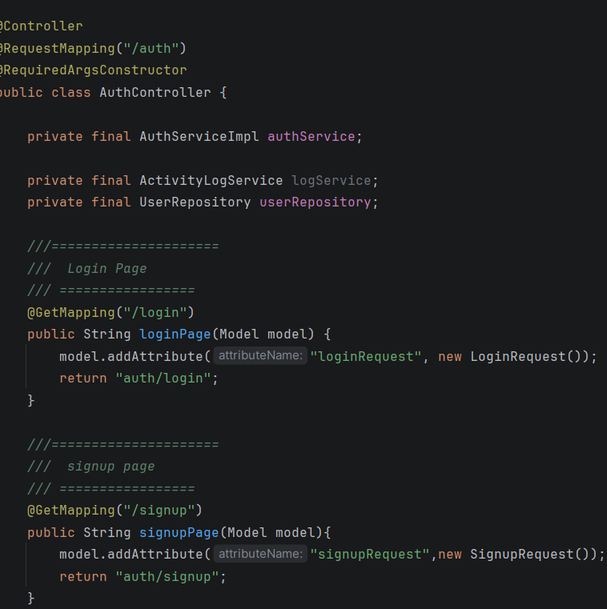 @Controller
@RequestMapping("/auth")
@RequiredArgsConstructor
public class AuthController {
private final AuthServiceImpl authService;
private final ActivityLogService logService;
private final UserRepository userRepository;
///=====================
///  Login Page
/// =================
@GetMapping("/login")
public String loginPage(Model model) {
model.addAttribute( attributeName: "loginRequest", new LoginRequest());
return "auth/login";
}
///=====================
///  signup page
/// =================
@GetMapping("/signup")
public String signupPage(Model model){
model.addAttribute( attributeName: "signupRequest",new SignupRequest());
return "auth/signup";
}